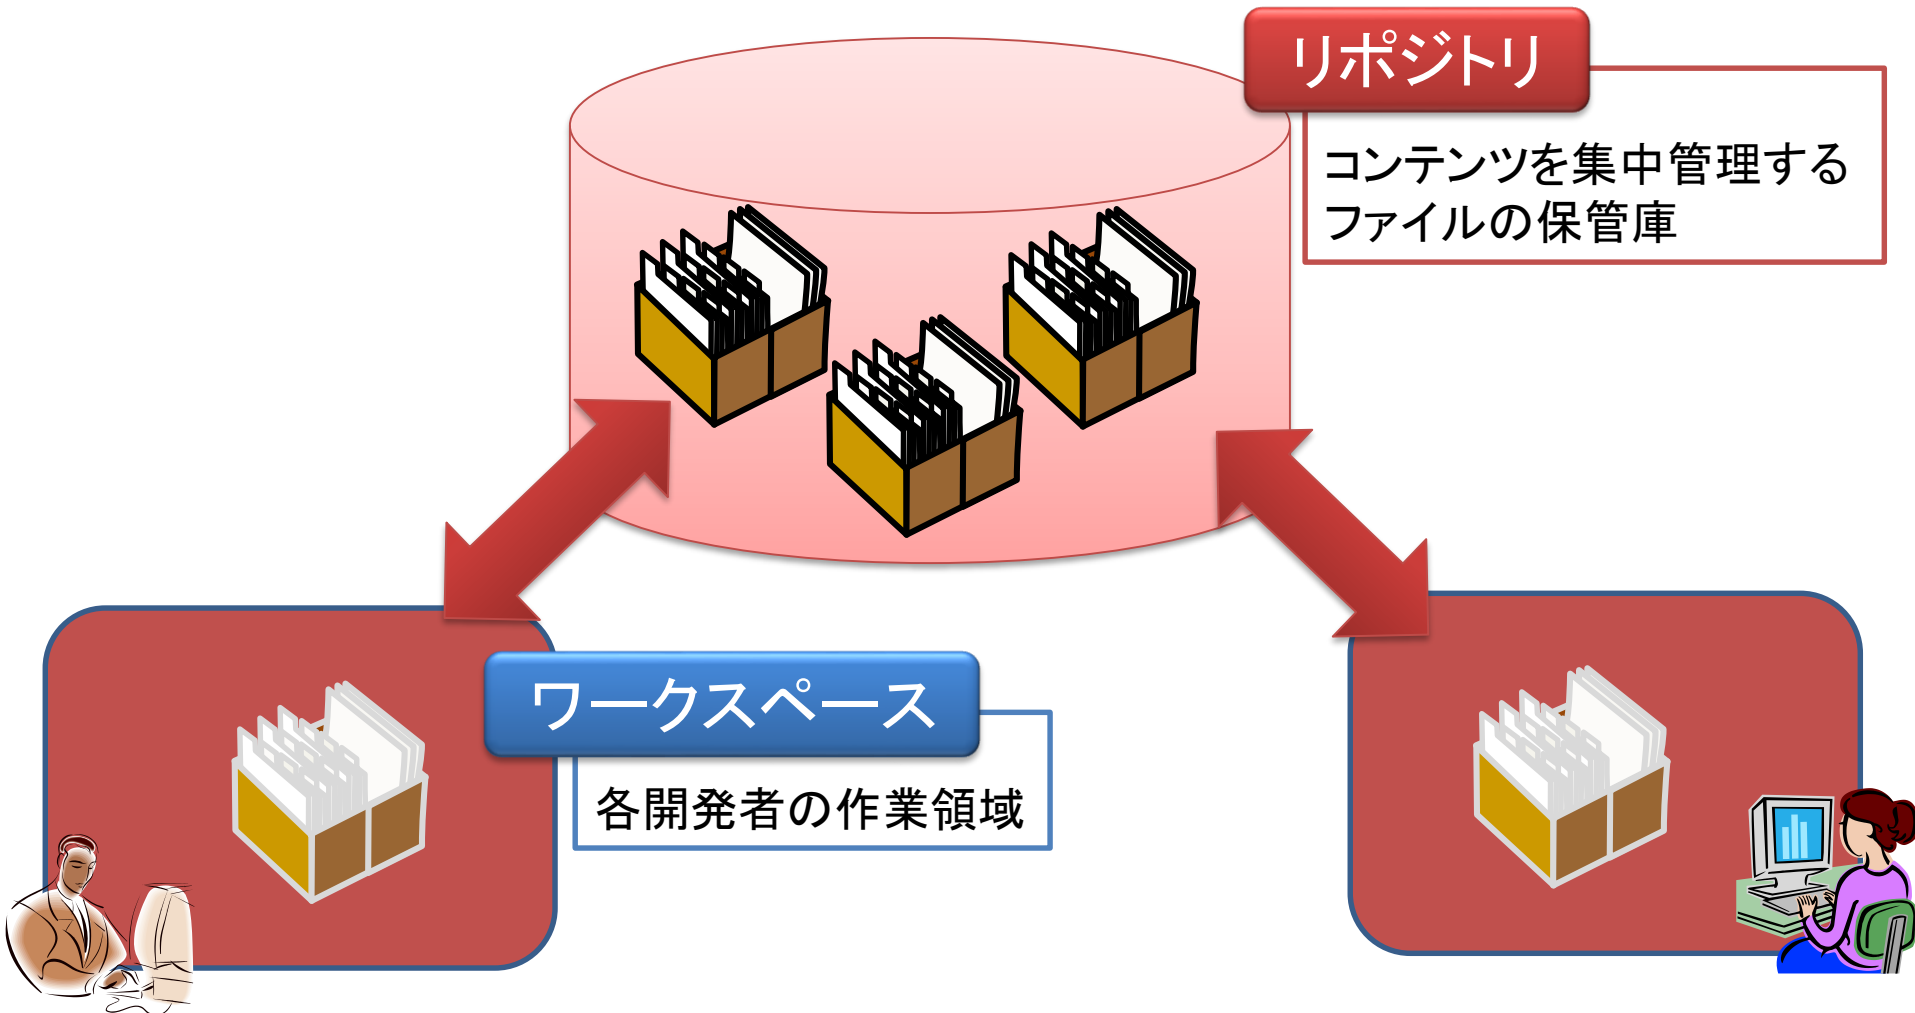 リポジトリ
コンテンツを集中管理する
ファイルの保管庫
ワークスペース
各開発者の作業領域